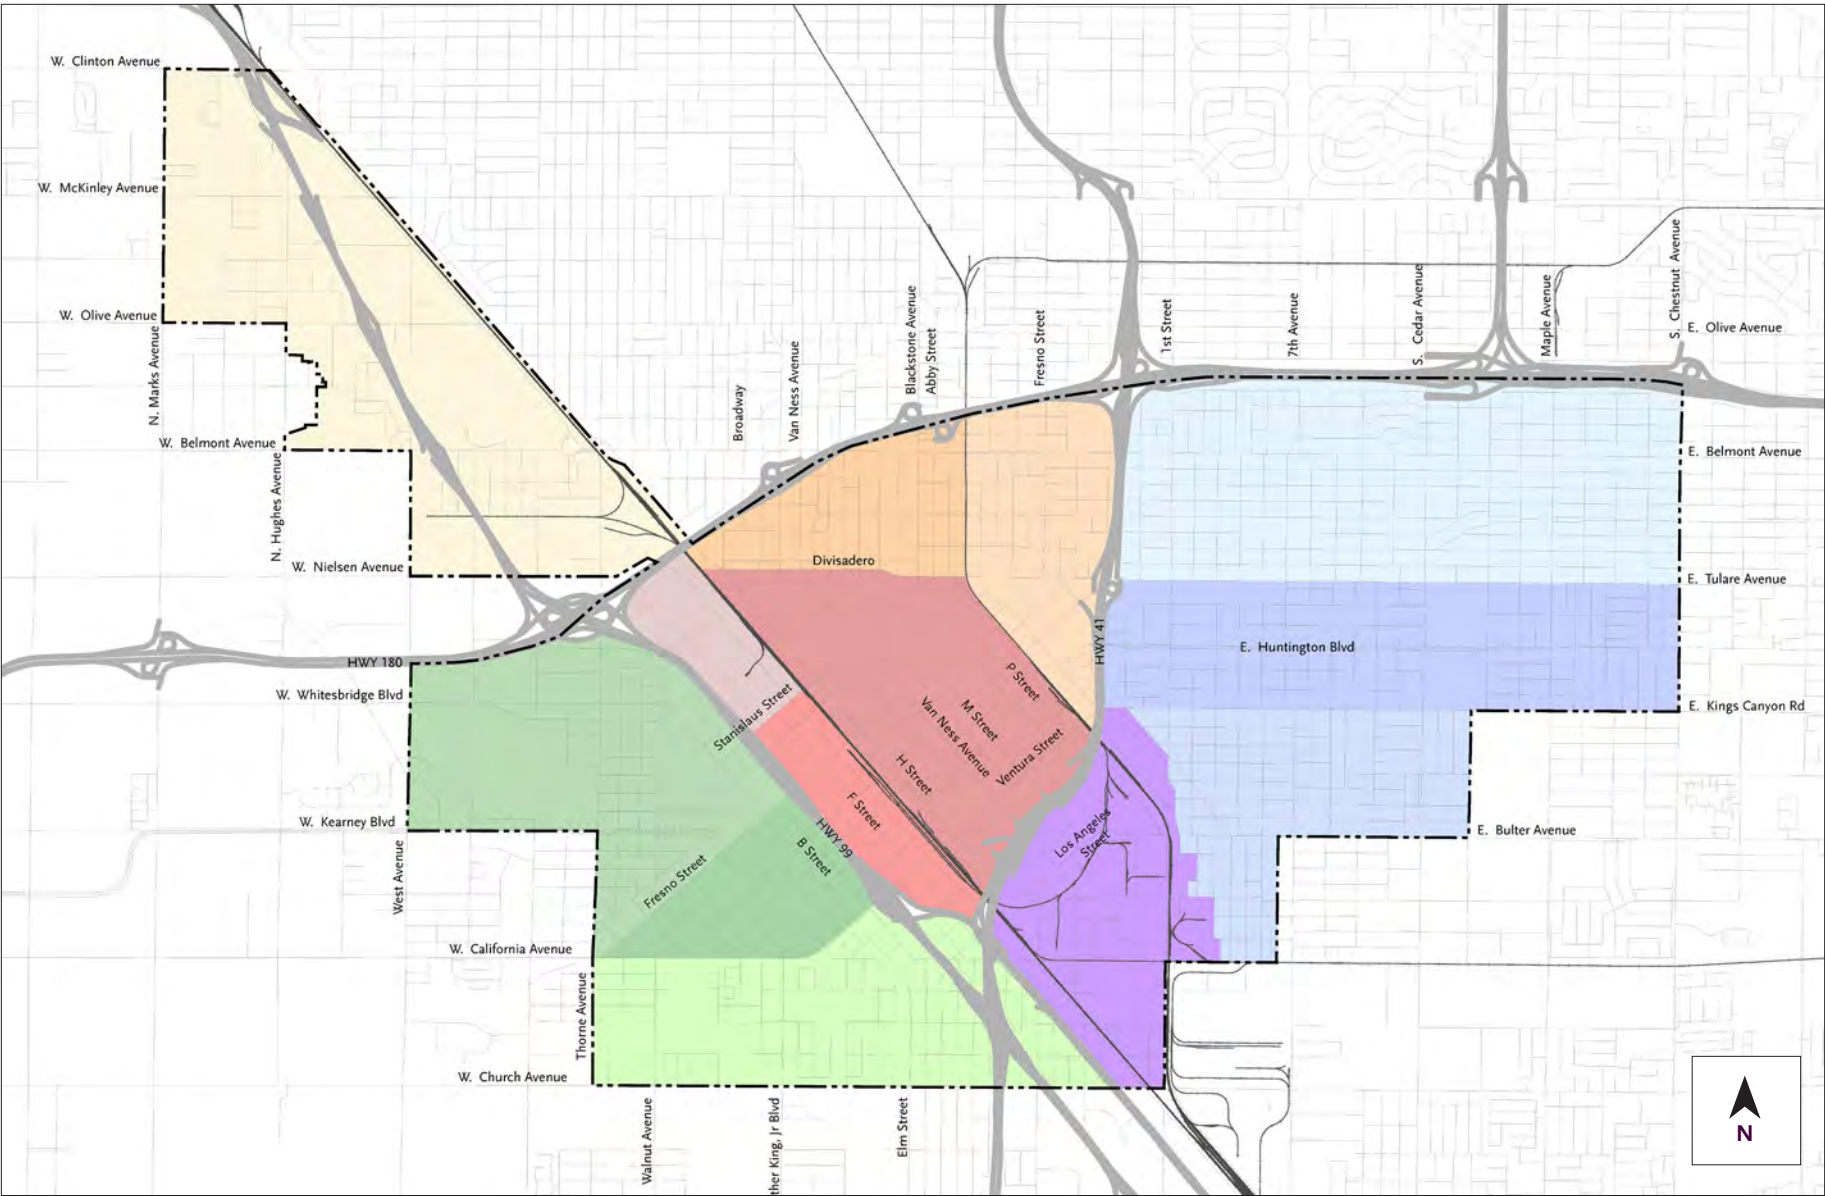 W. Clinton Avenue
W. McKinley Avenue
W. Olive Avenue
N. Marks Avenue
W. Belmont Avenue
N. Hughes Avenue
W. Nielsen Avenue
HWY 180
W. Whitesbridge Blvd
W. Kearney Blvd
West Avenue
W. California Avenue
Thorne Avenue
W. Church Avenue
Walnut Avenue
ther King, Jr Blvd
Elm Street
Broadway
Van Ness Avenue
Blackstone Avenue
Abby Street
Fresno Street
1st Street
7th Avenue
S. Cedar Avenue
Maple Avenue
S. Chestnut Avenue
E. Olive Avenue
E. Belmont Avenue
E. Tulare Avenue
E. Kings Canyon Rd
E. Bulter Avenue
Divisadero
HWY 41
E. Huntington Blvd
P Street
M Street
Van Ness Avenue
Ventura Street
H Street
Stanislaus Street
F Street
HWY 99
B Street
Fresno Street
Los Angeles
Street
N